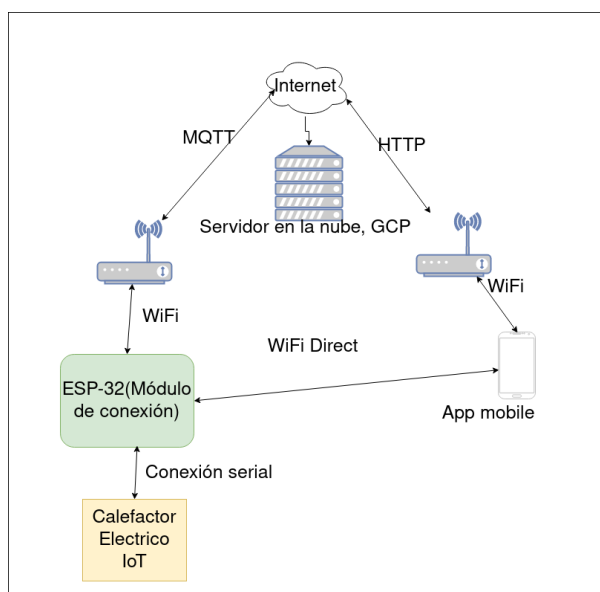 Internet
MQTT
HTTP
Servidor en la nube, GCP
WiFi
WiFi
WiFi Direct
ESP-32(Módulo
de conexión)
App mobile
Conexión serial
Calefactor
Electrico
IoT